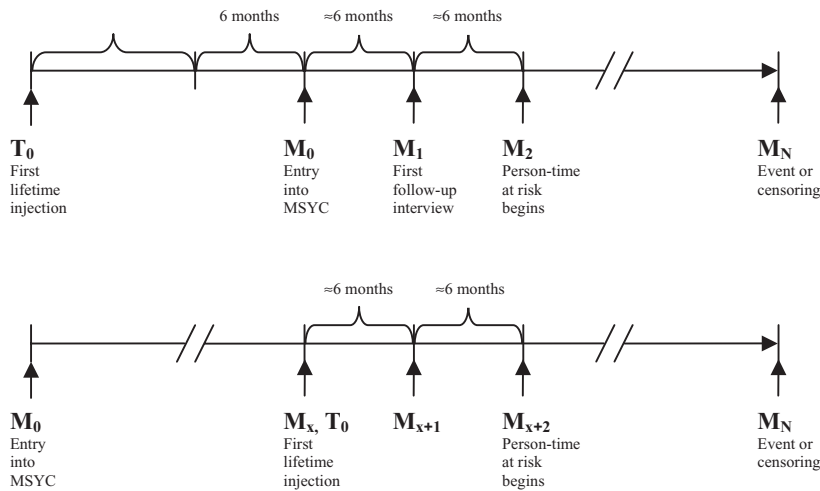 6 months ≈6 months ≈6 months
T₀ M₀ M₁ M₂ M_N
First Entry First Person-time Event or
lifetime into follow-up at risk censoring
injection MSYC interview begins
≈6 months ≈6 months
M₀ Mₓ, T₀ Mₓ₊₁ Mₓ₊₂ M_N
Entry First Person-time Event or
into lifetime at risk censoring
MSYC injection begins